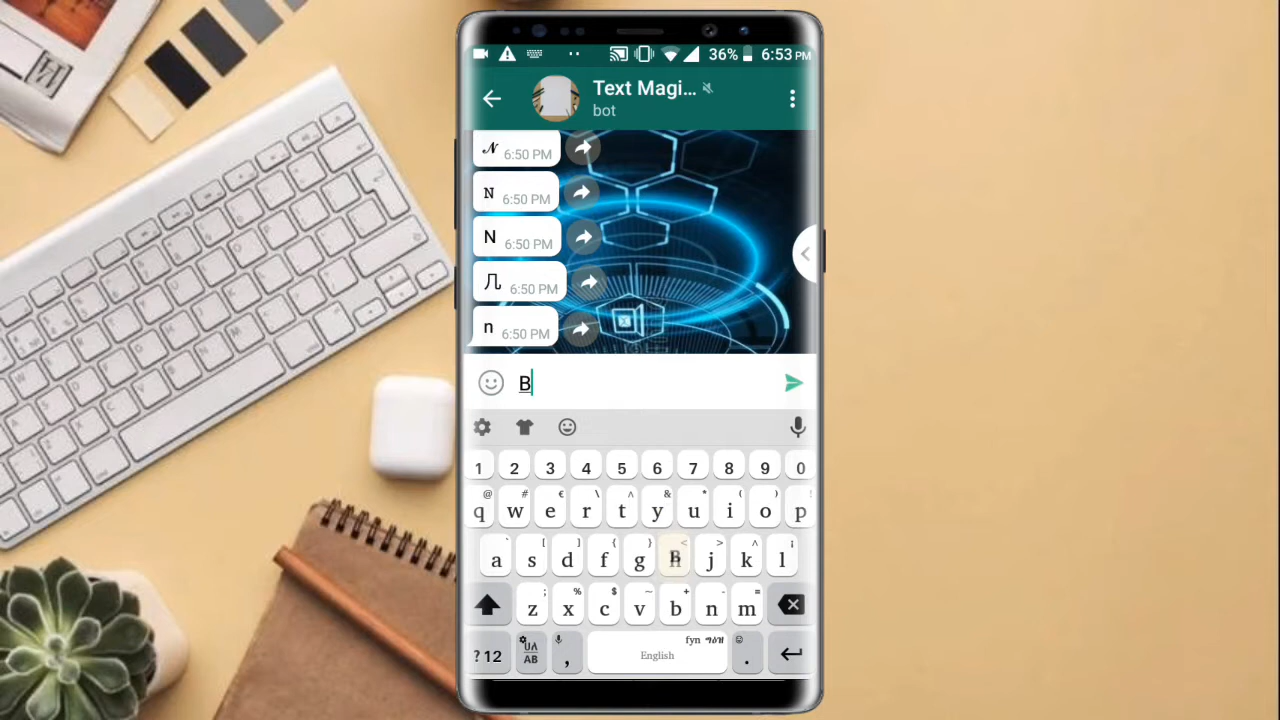 36% 6:53 PM
Text Magi...
bot
𝒩 6:50 PM
N 6:50 PM
N 6:50 PM
几 6:50 PM
n 6:50 PM
B
1 2 3 4 5 6 7 8 9 0
@ # € \ ^ & * ( )
q w e r t y u i o p
` [ ] { } < > ^ ¡
a s d f g h j k l
; % $ ~ + - =
z x c v b n m
?12 , English .